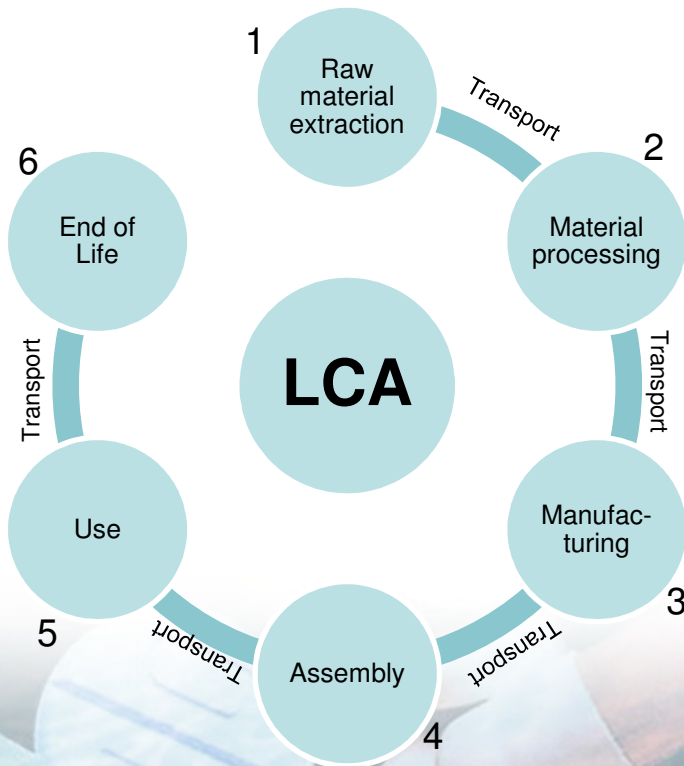 1
Raw
material
extraction
Transport
2
Material
processing
Transport
Manufac-
turing
3
Transport
Assembly
4
Transport
Use
5
Transport
6
End of
Life
LCA